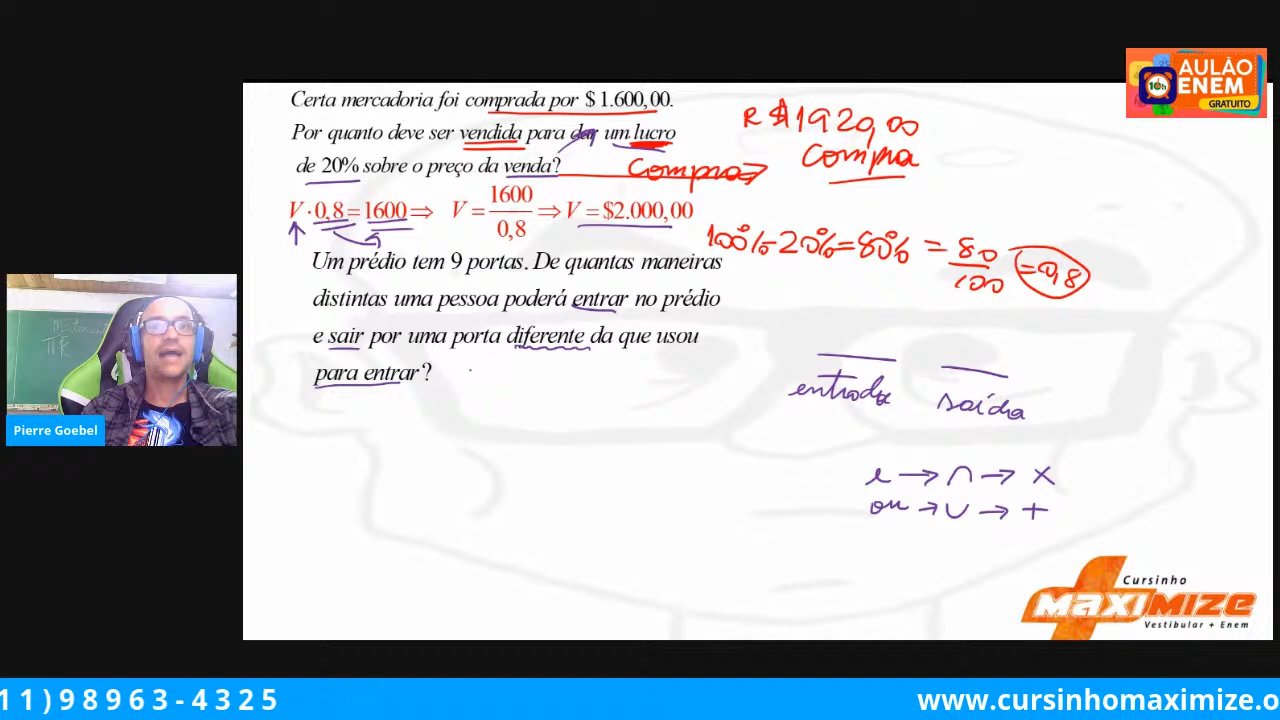 AULÃO
ENEM
10h
GRATUITO
Certa mercadoria foi comprada por $ 1.600,00.
Por quanto deve ser vendida para dar um lucro
de 20% sobre o preço da venda?
R$1920,00
Compra
Compra
V · 0,8 = 1600 ⇒ V = 1600/0,8 ⇒ V = $2.000,00
100%-20%=80% = 80/100 = 0,8
Um prédio tem 9 portas. De quantas maneiras
distintas uma pessoa poderá entrar no prédio
e sair por uma porta diferente da que usou
para entrar?
entrada saída
e → ∩ → ×
ou → ∪ → +
Pierre Goebel
Cursinho
MAXIMIZE
Vestibular + Enem
11)98963-4325
www.cursinhomaximize.o